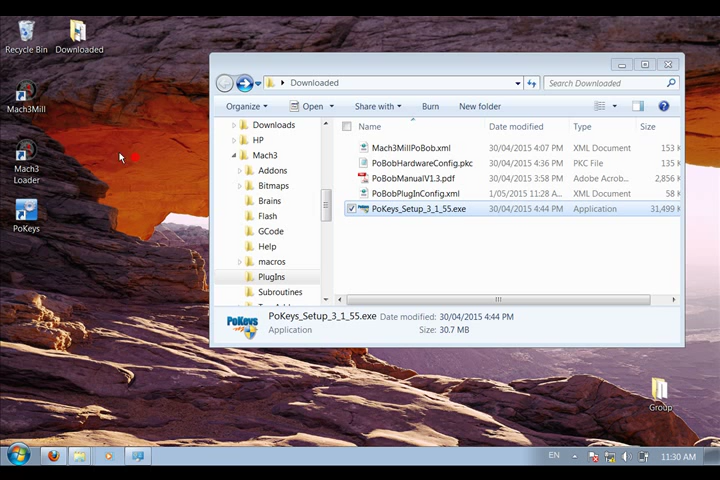 Recycle Bin
Downloaded
Mach3Mill
Mach3
Loader
PoKeys
Downloaded
Search Downloaded
Organize
Open
Share with
Burn
New folder
Downloads
HP
Mach3
Addons
Bitmaps
Brains
Flash
GCode
Help
macros
PlugIns
Subroutines
Name Date modified Type Size
Mach3MillPoBob.xml 30/04/2015 4:07 PM XML Document 153 K
PoBobHardwareConfig.pkc 30/04/2015 4:36 PM PKC File 135 K
PoBobManualV1.3.pdf 30/04/2015 3:58 PM Adobe Acrob... 2,856 K
PoBobPlugInConfig.xml 1/05/2015 11:28 A... XML Document 58 K
PoKeys_Setup_3_1_55.exe 30/04/2015 4:44 PM Application 31,499 K
PoKeys
PoKeys_Setup_3_1_55.exe Date modified: 30/04/2015 4:44 PM
Application Size: 30.7 MB
Group
EN
11:30 AM